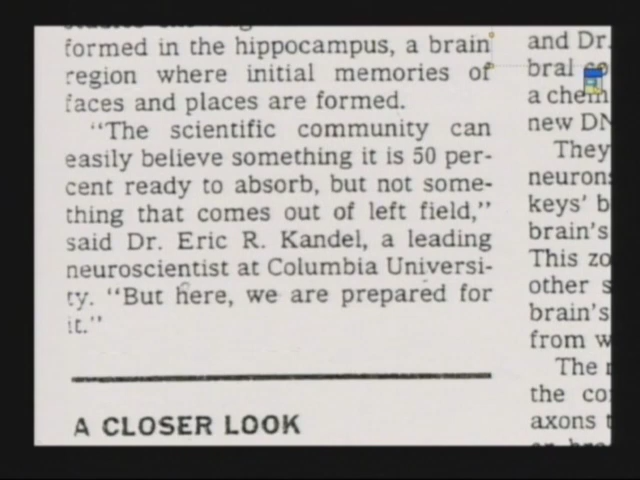 formed in the hippocampus, a brain
region where initial memories of
faces and places are formed.
“The scientific community can
easily believe something it is 50 per-
cent ready to absorb, but not some-
thing that comes out of left field,”
said Dr. Eric R. Kandel, a leading
neuroscientist at Columbia Universi-
ty. “But here, we are prepared for
it.”
A CLOSER LOOK
and Dr.
bral
a chem
new DN
They
neurons
keys’ b
brain’s
This zo
other s
brain’s
from w
The
the co
axons t